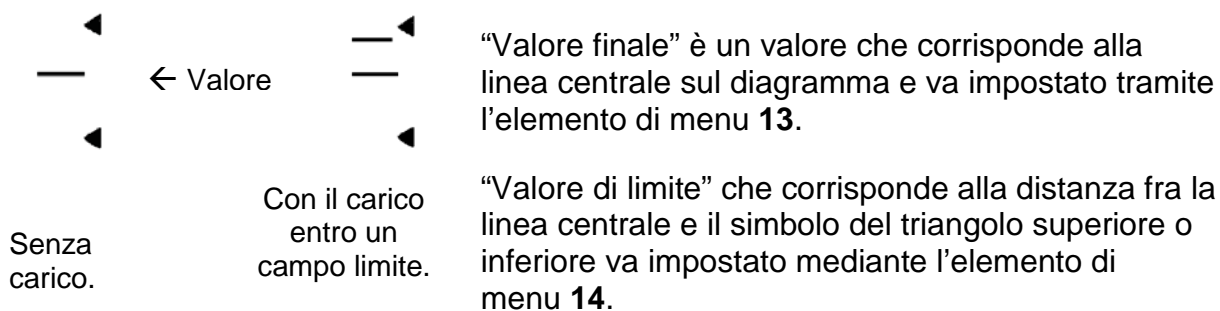 ← Valore
Con il carico
entro un
campo limite.
Senza
carico.
“Valore finale” è un valore che corrisponde alla
linea centrale sul diagramma e va impostato tramite
l’elemento di menu 13.
“Valore di limite” che corrisponde alla distanza fra la
linea centrale e il simbolo del triangolo superiore o
inferiore va impostato mediante l’elemento di
menu 14.